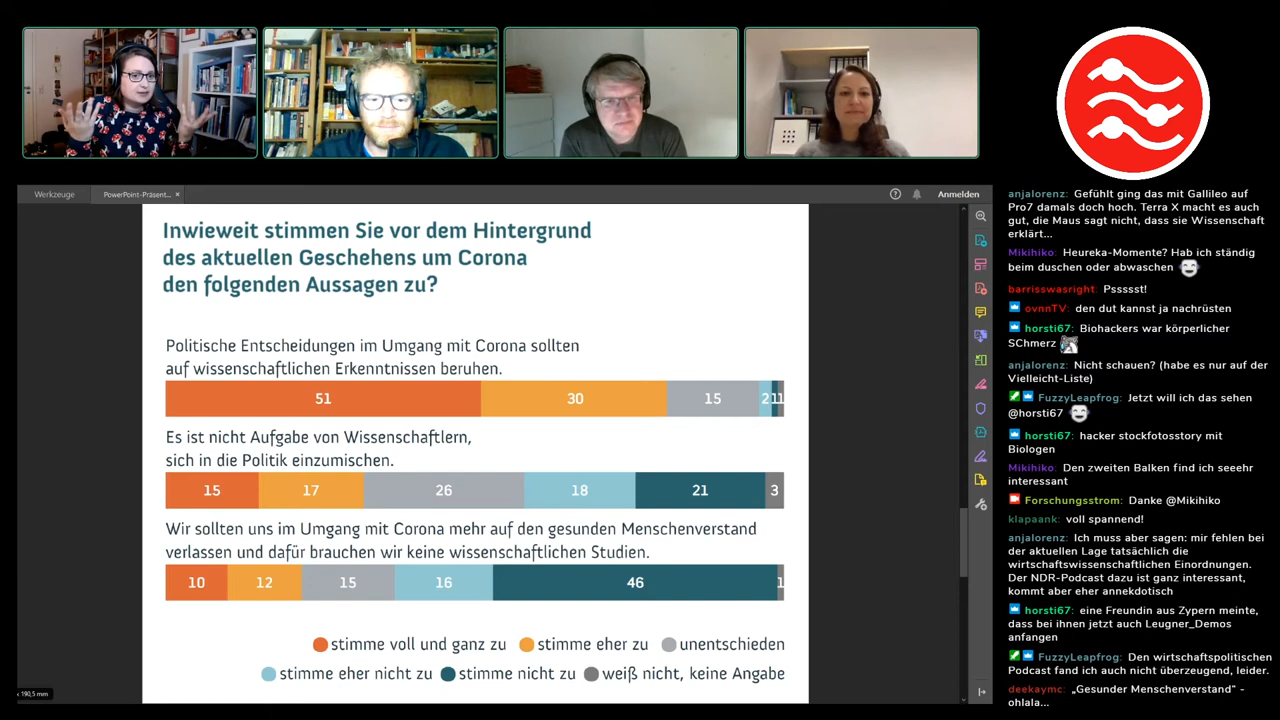 Werkzeuge
PowerPoint-Präsent... ×
?
Anmelden
Inwieweit stimmen Sie vor dem Hintergrund
des aktuellen Geschehens um Corona
den folgenden Aussagen zu?
Politische Entscheidungen im Umgang mit Corona sollten
auf wissenschaftlichen Erkenntnissen beruhen.
51 30 15 2 1 1
Es ist nicht Aufgabe von Wissenschaftlern,
sich in die Politik einzumischen.
15 17 26 18 21 3
Wir sollten uns im Umgang mit Corona mehr auf den gesunden Menschenverstand
verlassen und dafür brauchen wir keine wissenschaftlichen Studien.
10 12 15 16 46 1
stimme voll und ganz zu stimme eher zu unentschieden
stimme eher nicht zu stimme nicht zu weiß nicht, keine Angabe
x 190,5 mm
anjalorenz: Gefühlt ging das mit Gallileo auf
Pro7 damals doch hoch. Terra X macht es auch
gut, die Maus sagt nicht, dass sie Wissenschaft
erklärt...
Mikihiko: Heureka-Momente? Hab ich ständig
beim duschen oder abwaschen
barrisswasright: Pssssst!
ovnnTV: den dut kannst ja nachrüsten
horsti67: Biohackers war körperlicher
SChmerz
anjalorenz: Nicht schauen? (habe es nur auf der
Vielleicht-Liste)
FuzzyLeapfrog: Jetzt will ich das sehen
@horsti67
horsti67: hacker stockfotosstory mit
Biologen
Mikihiko: Den zweiten Balken find ich seeehr
interessant
Forschungsstrom: Danke @Mikihiko
klapaank: voll spannend!
anjalorenz: Ich muss aber sagen: mir fehlen bei
der aktuellen Lage tatsächlich die
wirtschaftswissenschaftlichen Einordnungen.
Der NDR-Podcast dazu ist ganz interessant,
kommt aber eher annekdotisch
horsti67: eine Freundin aus Zypern meinte,
dass bei ihnen jetzt auch Leugner_Demos
anfangen
FuzzyLeapfrog: Den wirtschaftspolitischen
Podcast fand ich auch nicht überzeugend, leider.
deekaymc: „Gesunder Menschenverstand“ -
ohlala...